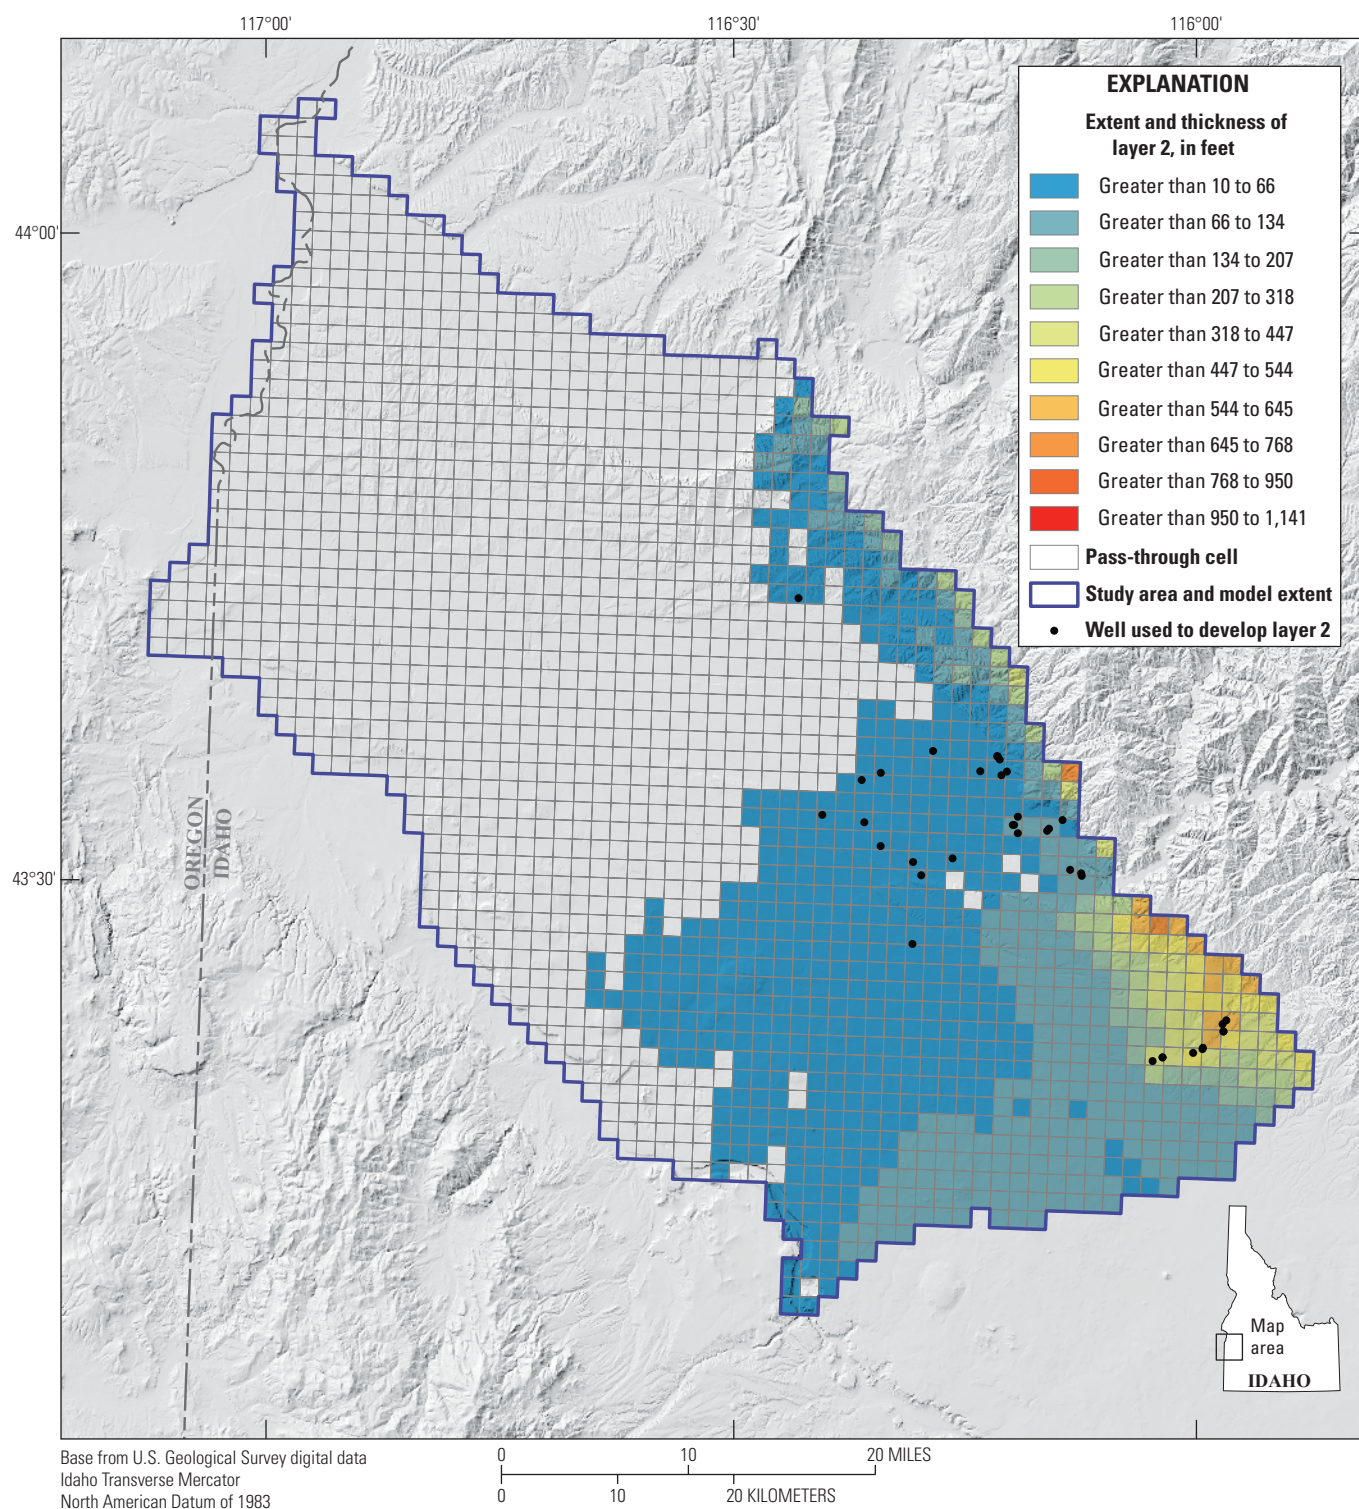 117°00'
116°30'
116°00'
44°00'
43°30'
EXPLANATION
Extent and thickness of
layer 2, in feet
Greater than 10 to 66
Greater than 66 to 134
Greater than 134 to 207
Greater than 207 to 318
Greater than 318 to 447
Greater than 447 to 544
Greater than 544 to 645
Greater than 645 to 768
Greater than 768 to 950
Greater than 950 to 1,141
Pass-through cell
Study area and model extent
Well used to develop layer 2
OREGON
IDAHO
Map
area
IDAHO
Base from U.S. Geological Survey digital data
Idaho Transverse Mercator
North American Datum of 1983
0 10 20 MILES
0 10 20 KILOMETERS